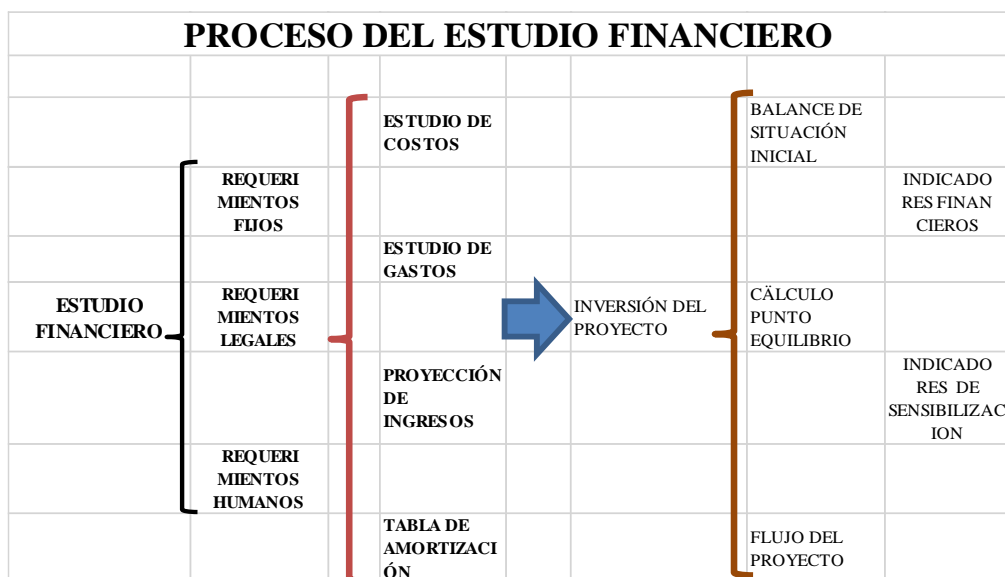 PROCESO DEL ESTUDIO FINANCIERO
ESTUDIO
FINANCIERO
REQUERI
MIENTOS
FIJOS
REQUERI
MIENTOS
LEGALES
REQUERI
MIENTOS
HUMANOS
ESTUDIO DE
COSTOS
ESTUDIO DE
GASTOS
PROYECCIÓN
DE
INGRESOS
TABLA DE
AMORTIZACI
ÓN
INVERSIÓN DEL
PROYECTO
BALANCE DE
SITUACIÓN
INICIAL
CÄLCULO
PUNTO
EQUILIBRIO
FLUJO DEL
PROYECTO
INDICADO
RES FINAN
CIEROS
INDICADO
RES DE
SENSIBILIZAC
ION